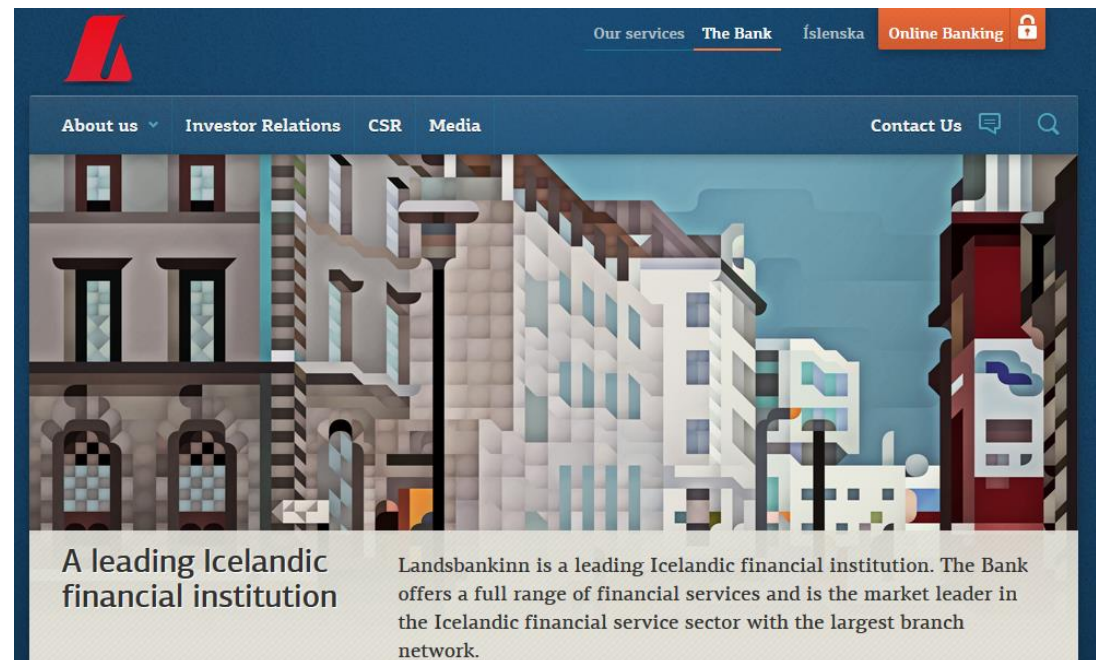 Our services The Bank Íslenska Online Banking
About us Investor Relations CSR Media Contact Us
A leading Icelandic
financial institution
Landsbankinn is a leading Icelandic financial institution. The Bank
offers a full range of financial services and is the market leader in
the Icelandic financial service sector with the largest branch
network.